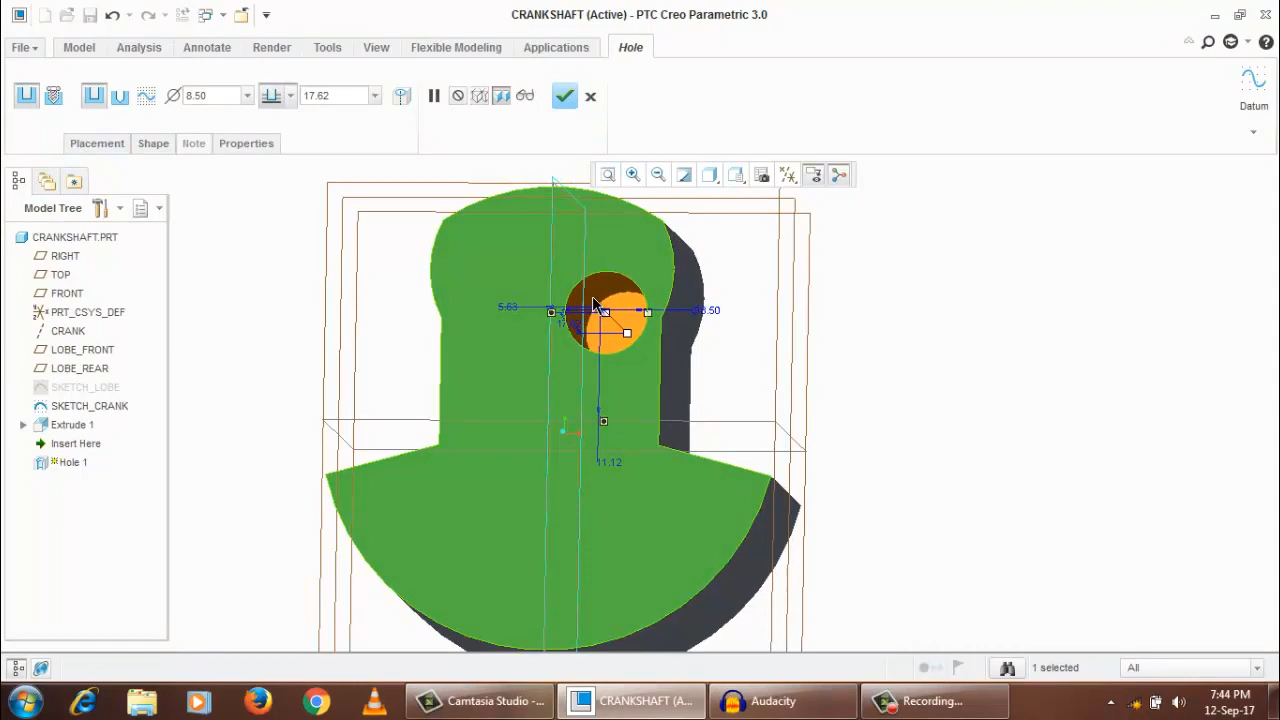 CRANKSHAFT (Active) - PTC Creo Parametric 3.0
File Model Analysis Annotate Render Tools View Flexible Modeling Applications Hole
8.50 17.62
Datum
Placement Shape Note Properties
Model Tree
CRANKSHAFT.PRT
RIGHT
TOP
FRONT
PRT_CSYS_DEF
CRANK
LOBE_FRONT
LOBE_REAR
SKETCH_LOBE
SKETCH_CRANK
Extrude 1
Insert Here
Hole 1
5.63
11.12
1 selected All
Camtasia Studio -... CRANKSHAFT (A... Audacity Recording...
7:44 PM
12-Sep-17